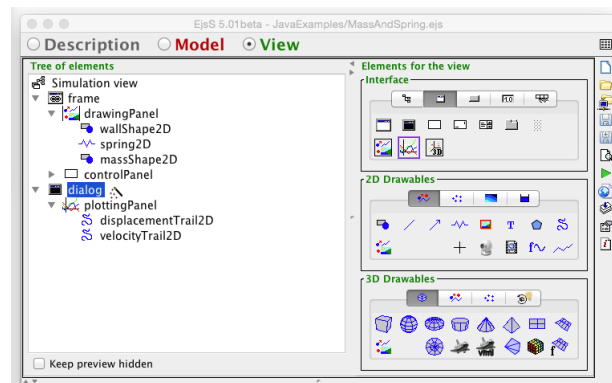 EjsS 5.01beta - JavaExamples/MassAndSpring.ejs
Description Model View
Tree of elements
Simulation view
frame
drawingPanel
wallShape2D
spring2D
massShape2D
controlPanel
dialog
plottingPanel
displacementTrail2D
velocityTrail2D
Keep preview hidden
Elements for the view
Interface
2D Drawables
T
f
3D Drawables
3D
f